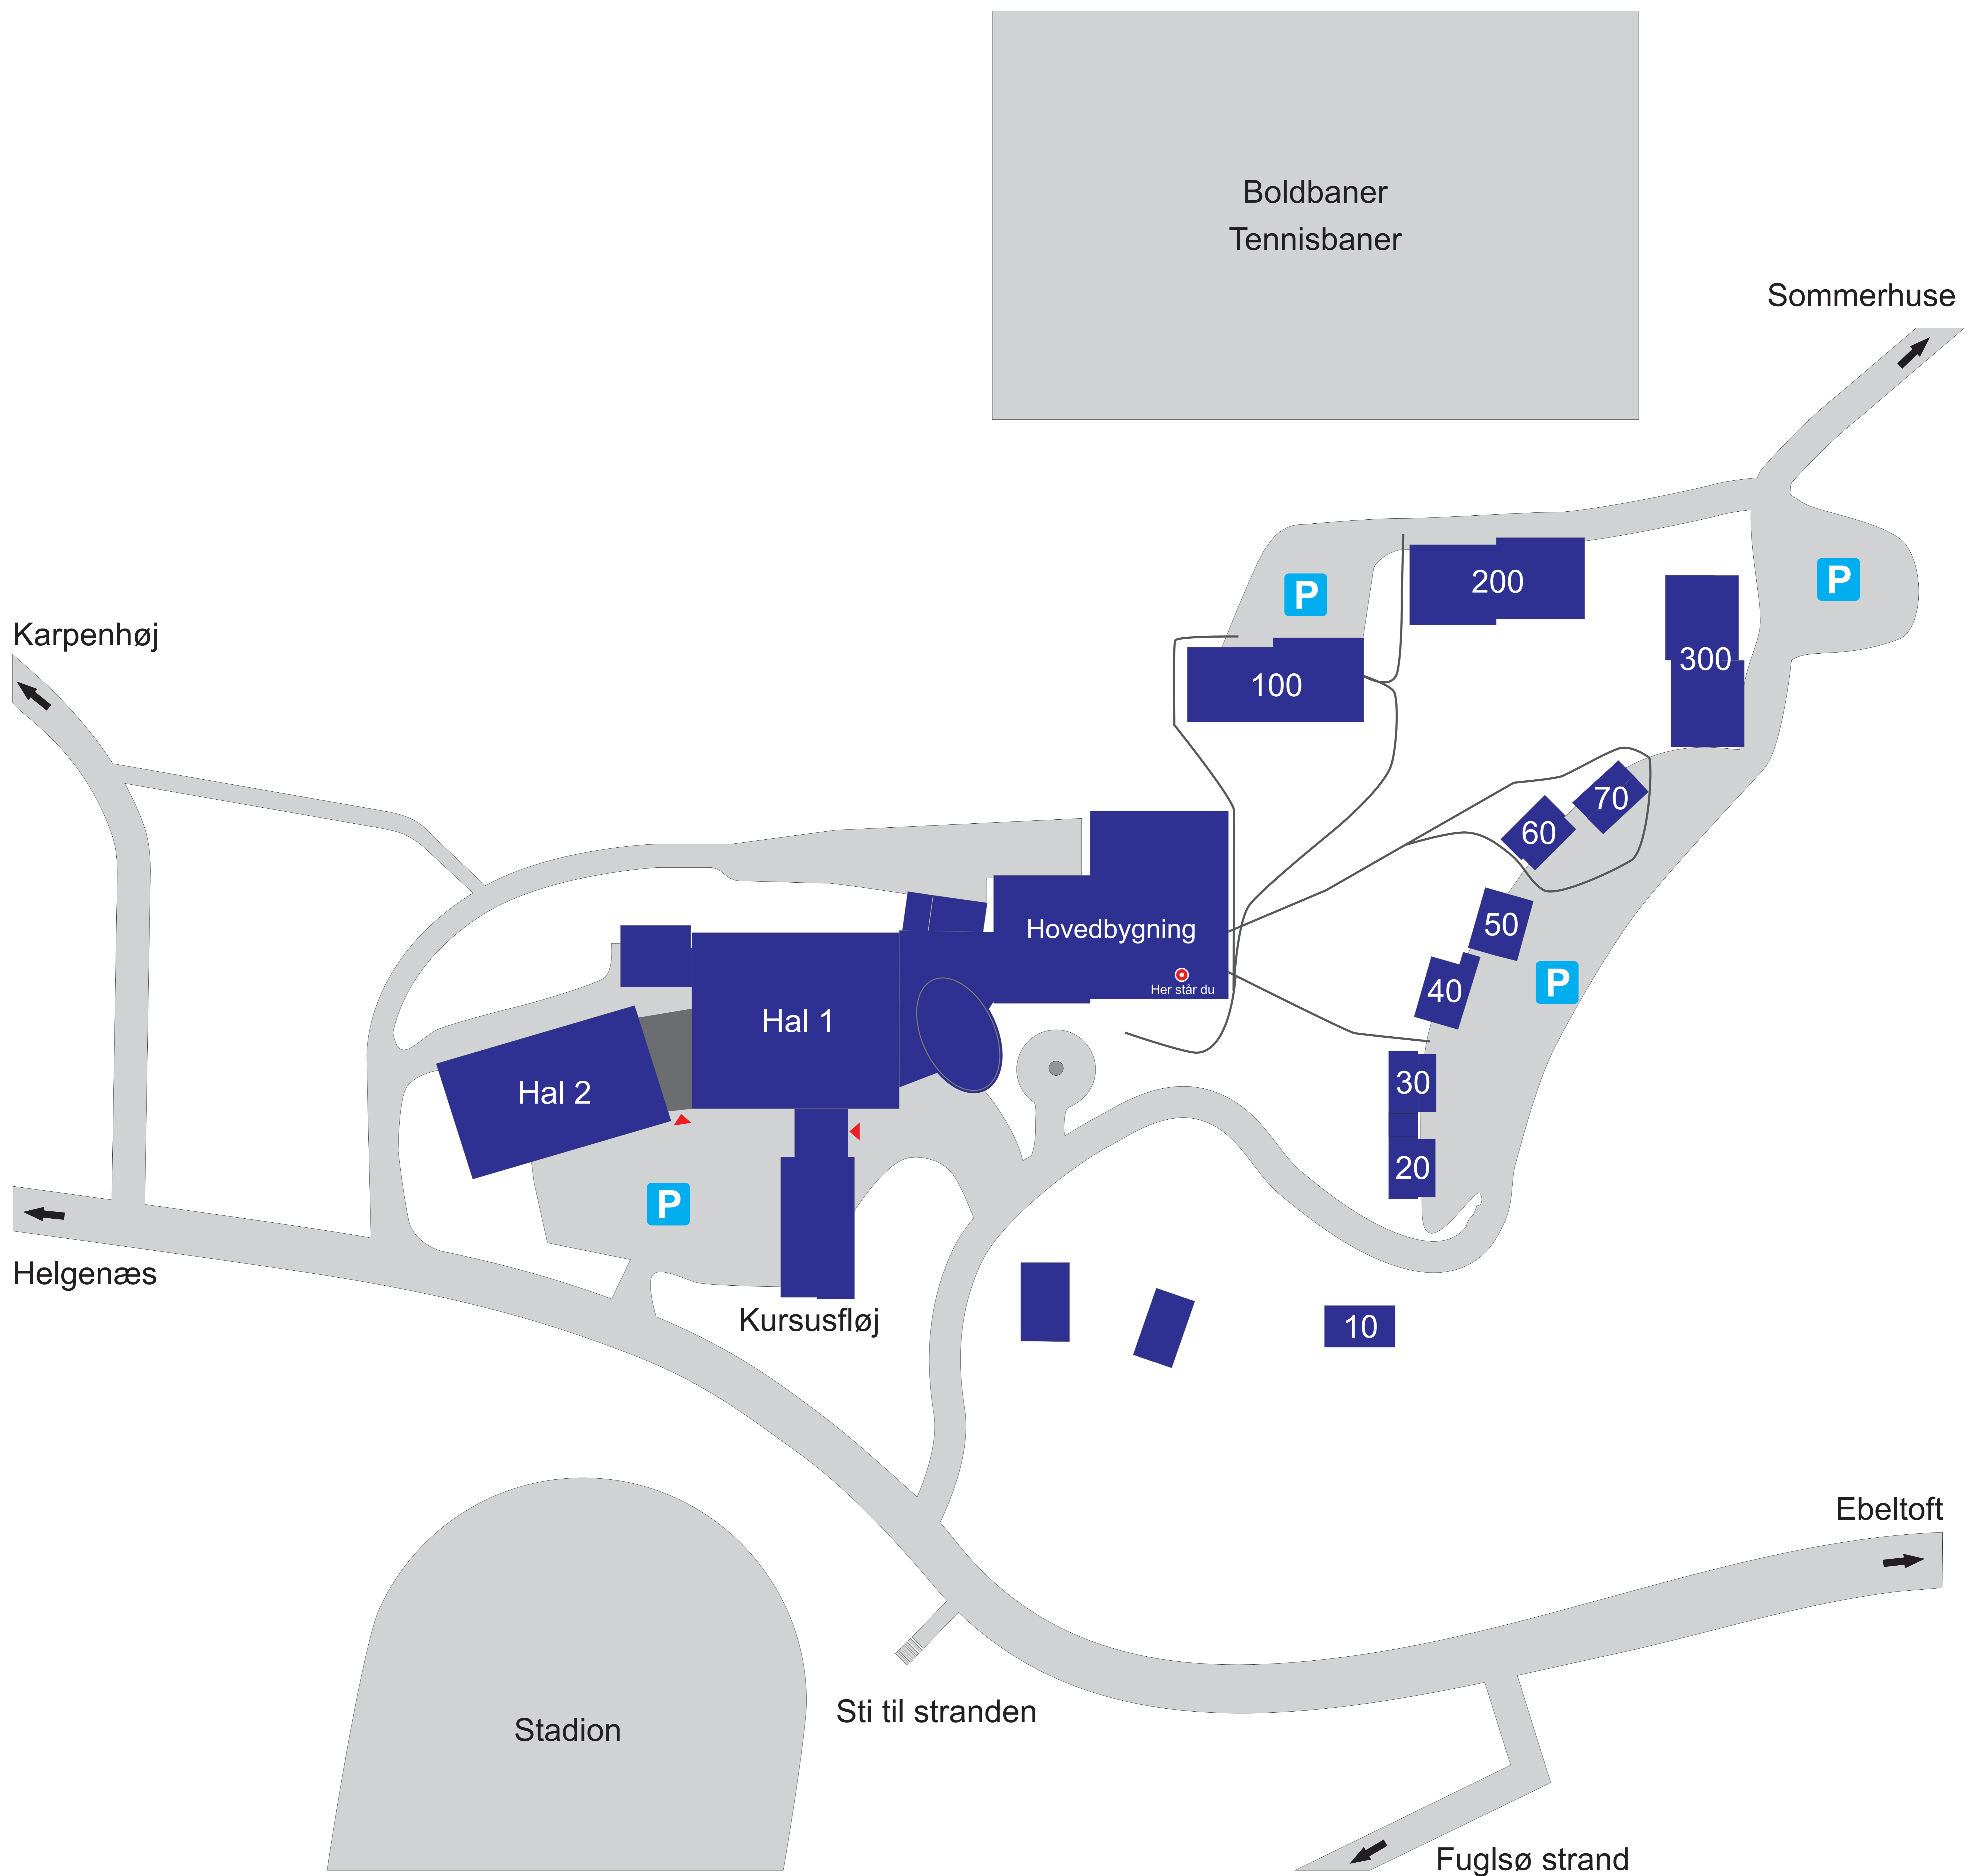 Boldbaner
Tennisbaner
Sommerhuse
P
200
P
Karpenhøj
300
100
70
60
50
Hovedbygning
Her står du
P
40
Hal 1
30
Hal 2
20
P
Helgenæs
Kursusfløj
10
Ebeltoft
Sti til stranden
Stadion
Fuglsø strand